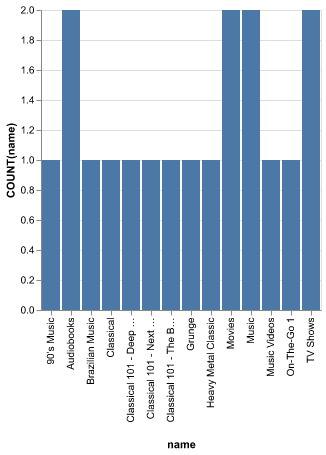 2.0
1.8
1.6
1.4
1.2
1.0
0.8
0.6
0.4
0.2
0.0
COUNT(name)
90's Music
Audiobooks
Brazilian Music
Classical
Classical 101 - Deep …
Classical 101 - Next …
Classical 101 - The B…
Grunge
Heavy Metal Classic
Movies
Music
Music Videos
On-The-Go 1
TV Shows
name